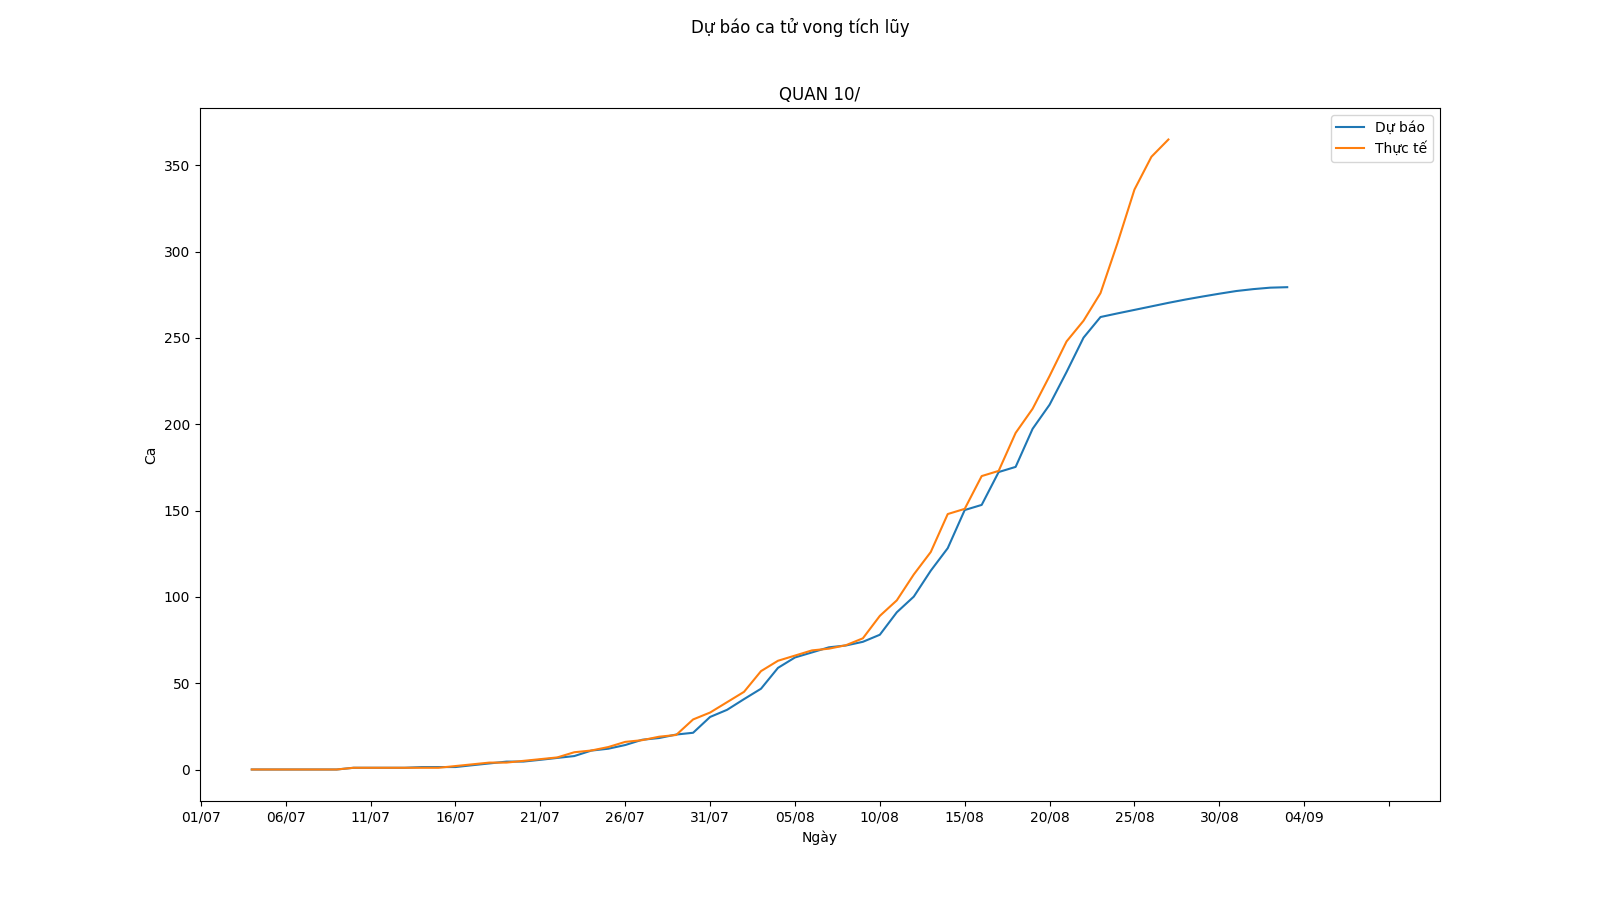 Dự báo ca tử vong tích lũy
QUAN 10/
Dự báo
Thực tế
350
300
250
200
150
100
50
0
Ca
01/07 06/07 11/07 16/07 21/07 26/07 31/07 05/08 10/08 15/08 20/08 25/08 30/08 04/09
Ngày